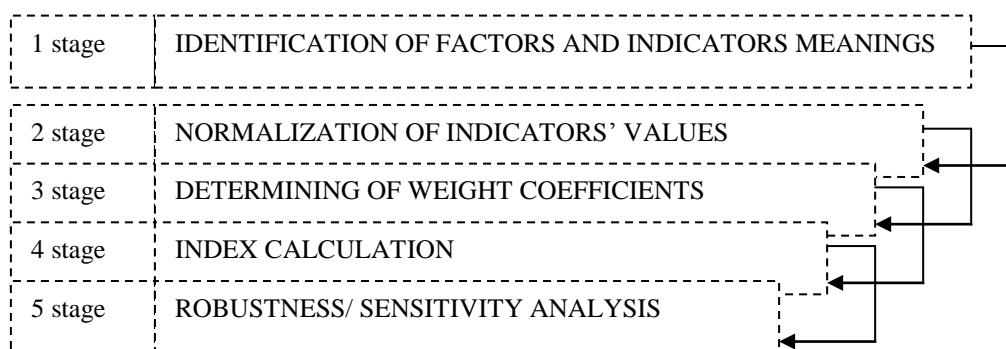 1 stage IDENTIFICATION OF FACTORS AND INDICATORS MEANINGS
2 stage NORMALIZATION OF INDICATORS’ VALUES
3 stage DETERMINING OF WEIGHT COEFFICIENTS
4 stage INDEX CALCULATION
5 stage ROBUSTNESS/ SENSITIVITY ANALYSIS